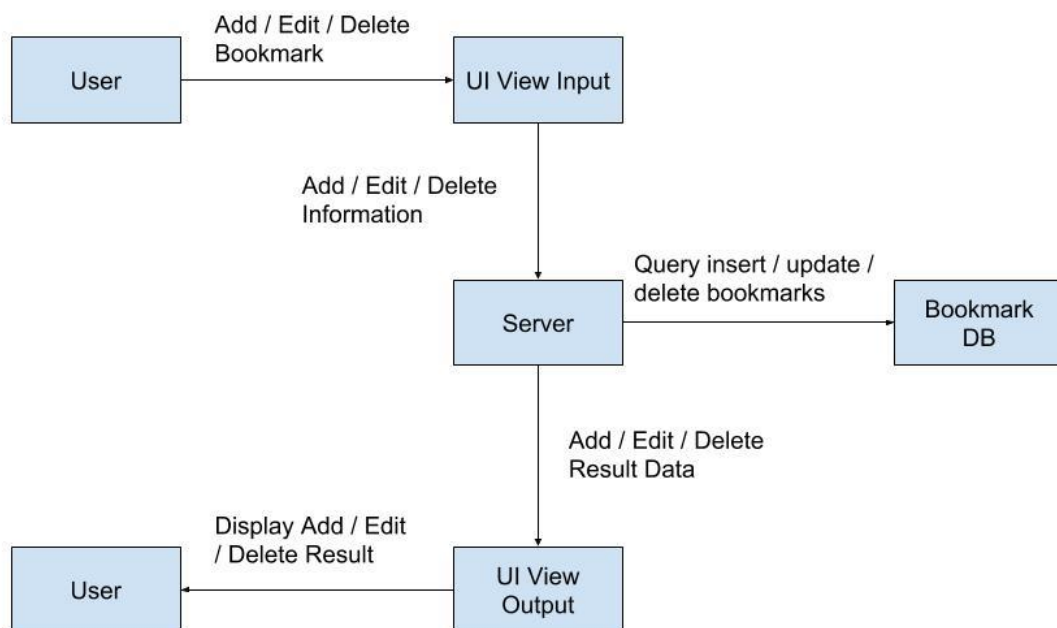 Add / Edit / Delete
Bookmark
User
UI View Input
Add / Edit / Delete
Information
Query insert / update /
delete bookmarks
Server
Bookmark
DB
Add / Edit / Delete
Result Data
Display Add / Edit
/ Delete Result
User
UI View
Output